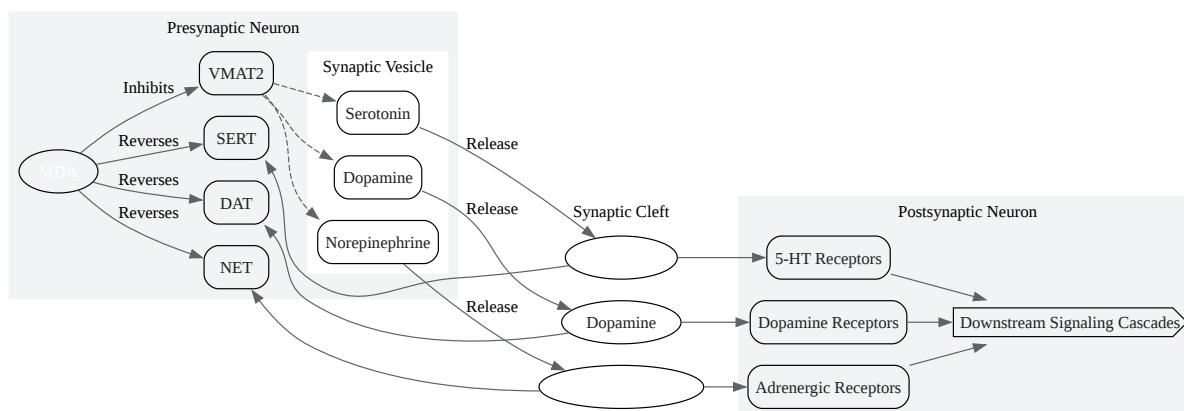 Presynaptic Neuron
Synaptic Vesicle
VMAT2
Inhibits
Serotonin
SERT
Reverses
Release
MDA
Dopamine
Reverses
DAT
Release
Reverses
Synaptic Cleft
Postsynaptic Neuron
Norepinephrine
NET
5-HT Receptors
Release
Dopamine
Dopamine Receptors
Downstream Signaling Cascades
Adrenergic Receptors